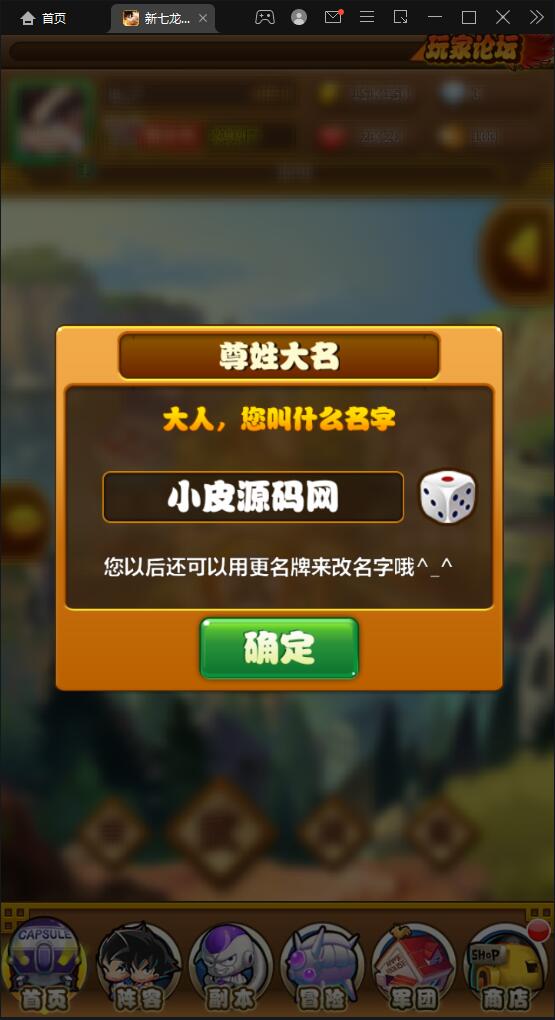 首页
新七龙...
玩家论坛
尊姓大名
大人，您叫什么名字
小皮源码网
您以后还可以用更名牌来改名字哦^_^
确定
CAPSULE
SHOP
首页
阵容
副本
冒险
军团
商店